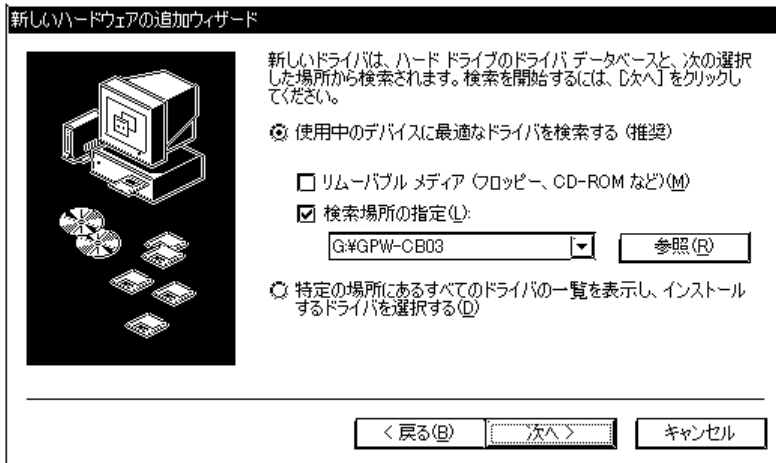 新しいハードウェアの追加ウィザード
新しいドライバは、ハード ドライブのドライバ データベースと、次の選択
した場所から検索されます。検索を開始するには、[次へ] をクリックし
てください。
使用中のデバイスに最適なドライバを検索する (推奨)
リムーバブル メディア (フロッピー、CD-ROM など)(M)
検索場所の指定(L):
G:¥GPW-CB03
参照(R)
特定の場所にあるすべてのドライバの一覧を表示し、インストール
するドライバを選択する(D)
< 戻る(B)
次へ >
キャンセル